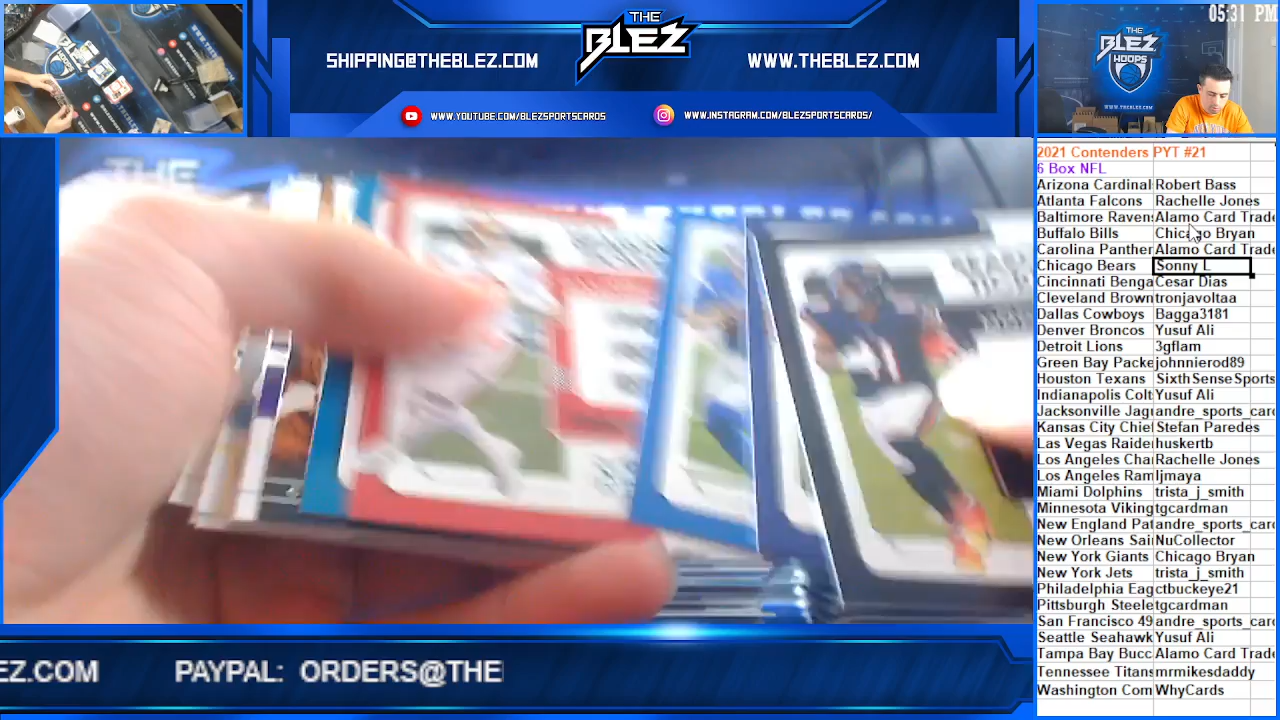 05:31 PM
THE
BLEZ
SHIPPING@THEBLEZ.COM
WWW.THEBLEZ.COM
WWW.YOUTUBE.COM/BLEZSPORTSCARDS
WWW.INSTAGRAM.COM/BLEZSPORTSCARDS/
THE
BLEZ
HOOPS
WWW.THEBLEZ.COM
2021 Contenders PYT #21
6 Box NFL
Arizona Cardinal Robert Bass
Atlanta Falcons Rachelle Jones
Baltimore Raven Alamo Card Trade
Buffalo Bills Chicago Bryan
Carolina Panther Alamo Card Trade
Chicago Bears Sonny L
Cincinnati Benga Cesar Dias
Cleveland Brown tronjavoltaa
Dallas Cowboys Bagga3181
Denver Broncos Yusuf Ali
Detroit Lions 3gflam
Green Bay Packe johnnierod89
Houston Texans SixthSenseSports
Indianapolis Colt Yusuf Ali
Jacksonville Jag andre_sports_card
Kansas City Chief Stefan Paredes
Las Vegas Raide huskertb
Los Angeles Cha Rachelle Jones
Los Angeles Ram ljmaya
Miami Dolphins trista_j_smith
Minnesota Viking tgcardman
New England Pat andre_sports_card
New Orleans Sai NuCollector
New York Giants Chicago Bryan
New York Jets trista_j_smith
Philadelphia Eag ctbuckeye21
Pittsburgh Steele tgcardman
San Francisco 49 andre_sports_card
Seattle Seahawk Yusuf Ali
Tampa Bay Bucc Alamo Card Trade
Tennessee Titans mrmikesdaddy
Washington Com WhyCards
EZ.COM PAYPAL: ORDERS@THE